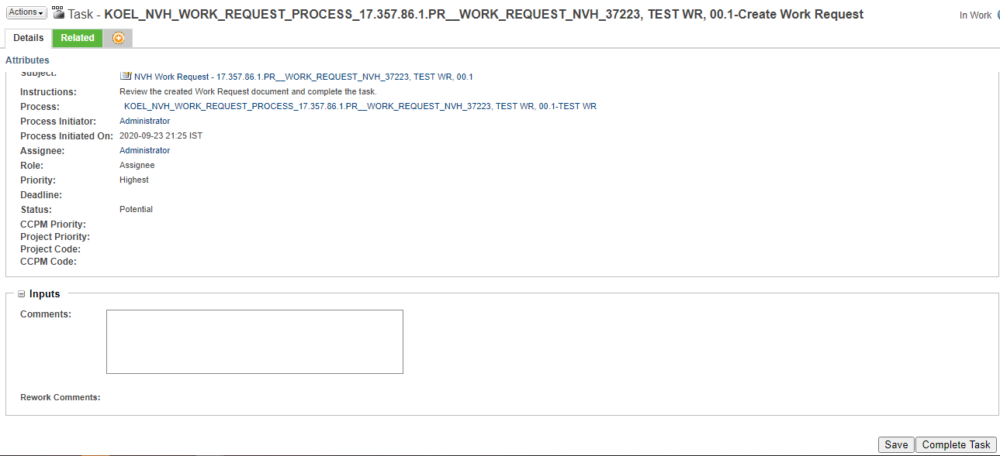 Actions
Task - KOEL_NVH_WORK_REQUEST_PROCESS_17.357.86.1.PR__WORK_REQUEST_NVH_37223, TEST WR, 00.1-Create Work Request
In Work
Details Related
Attributes
Subject: NVH Work Request - 17.357.86.1.PR__WORK_REQUEST_NVH_37223, TEST WR, 00.1
Instructions: Review the created Work Request document and complete the task.
Process: KOEL_NVH_WORK_REQUEST_PROCESS_17.357.86.1.PR__WORK_REQUEST_NVH_37223, TEST WR, 00.1-TEST WR
Process Initiator: Administrator
Process Initiated On: 2020-09-23 21:25 IST
Assignee: Administrator
Role: Assignee
Priority: Highest
Deadline:
Status: Potential
CCPM Priority:
Project Priority:
Project Code:
CCPM Code:
Inputs
Comments:
Rework Comments:
Save Complete Task